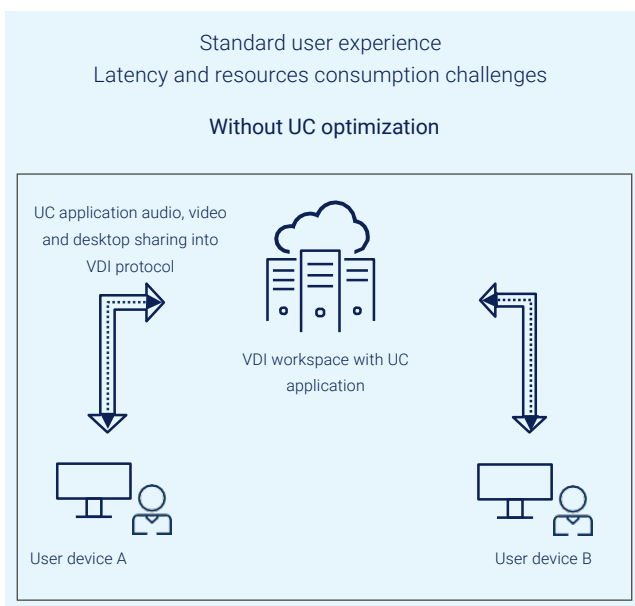 Standard user experience
Latency and resources consumption challenges
Without UC optimization
UC application audio, video
and desktop sharing into
VDI protocol
VDI workspace with UC
application
User device A
User device B